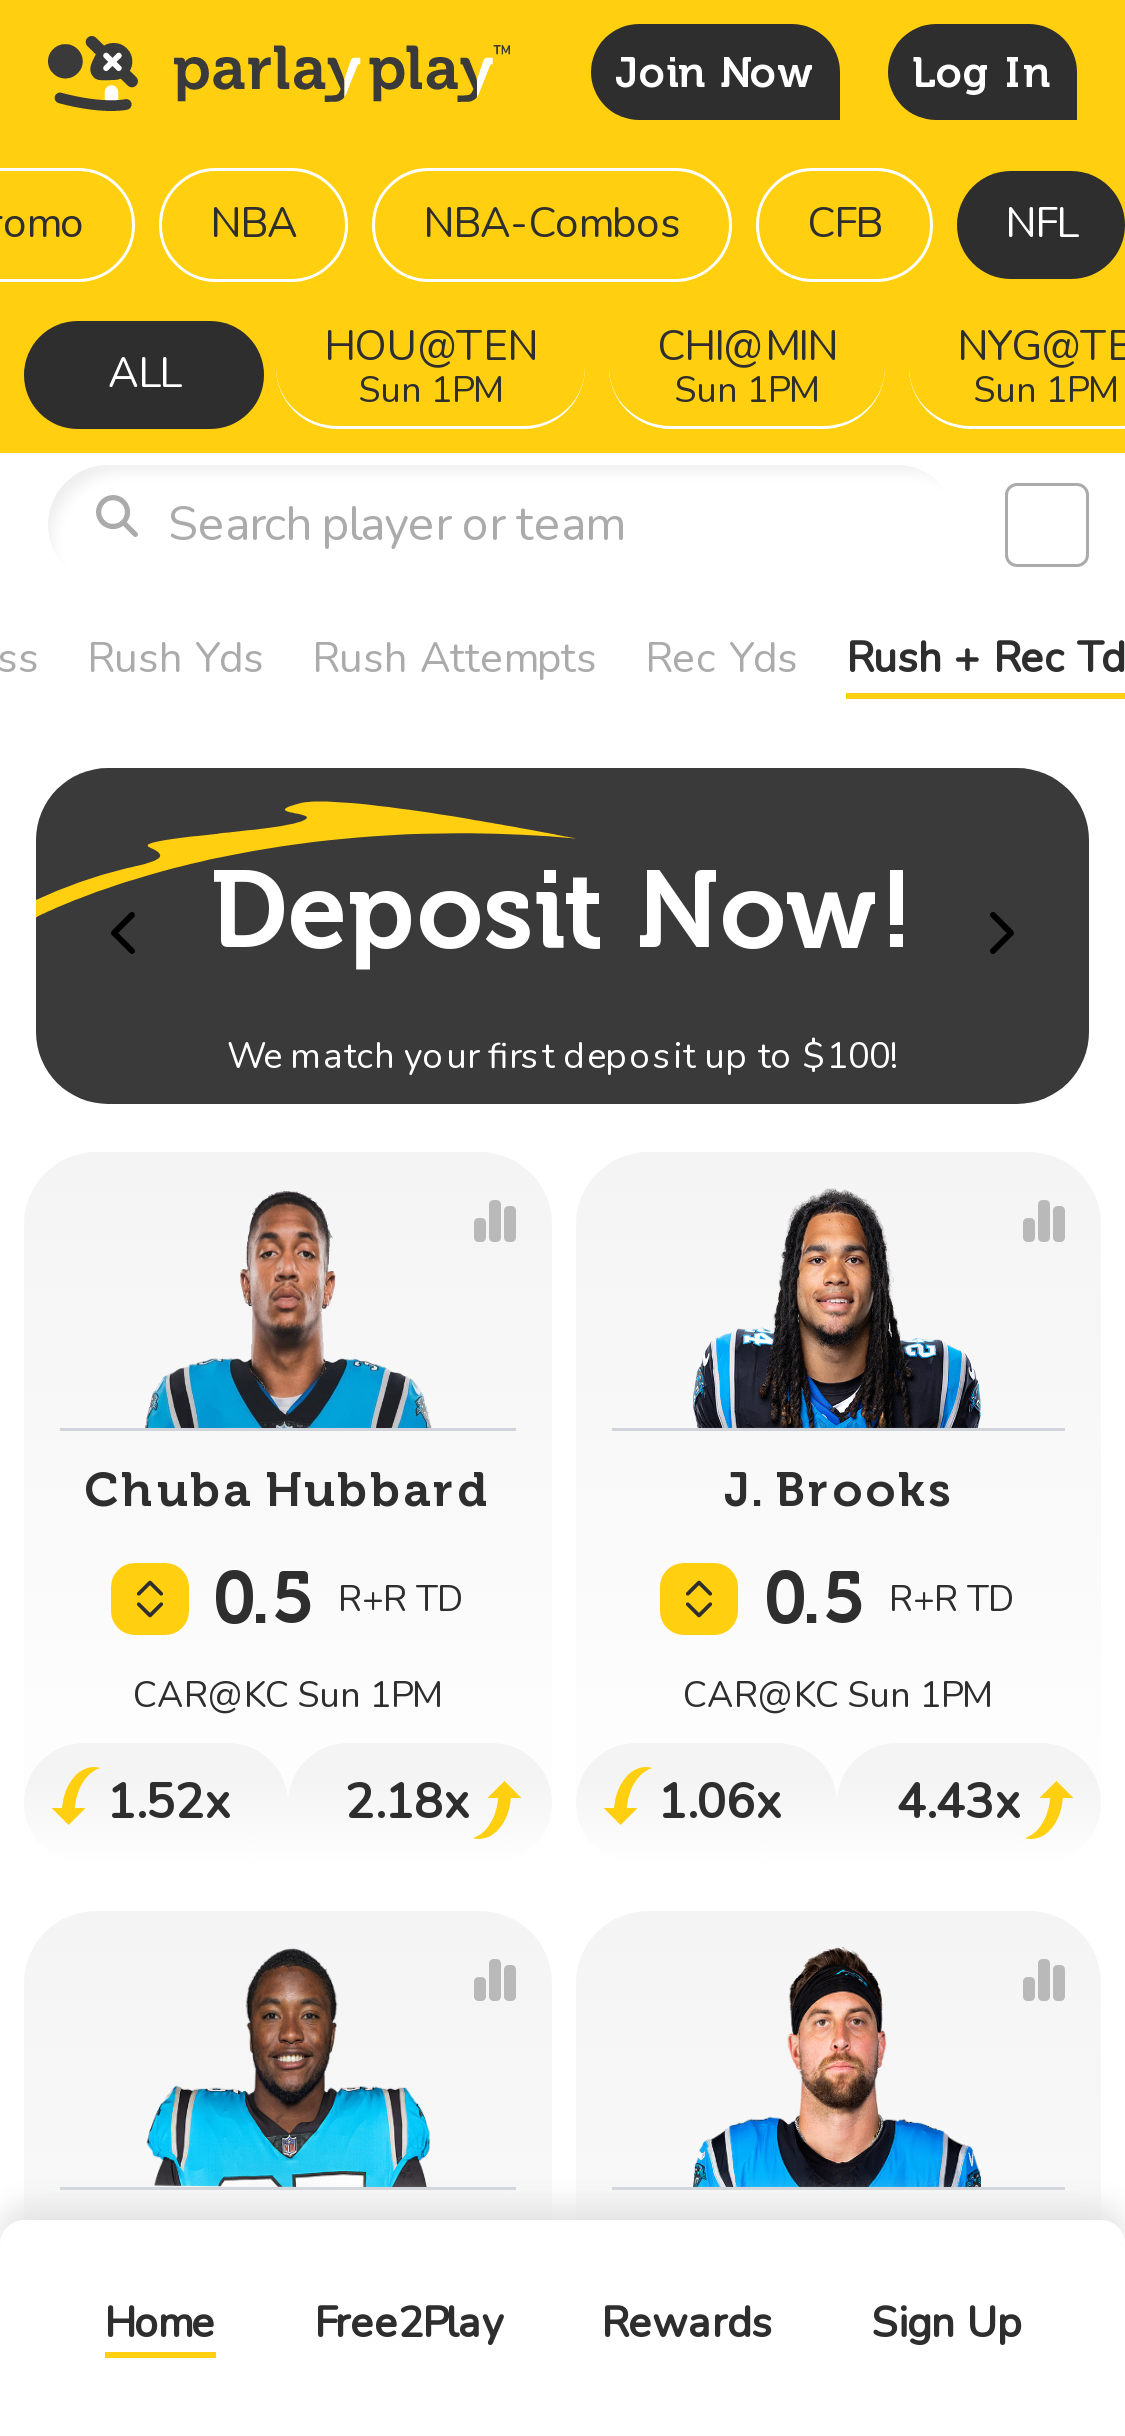 parlay play™
Join Now
Log In
romo
NBA
NBA-Combos
CFB
NFL
ALL
HOU@TEN
Sun 1PM
CHI@MIN
Sun 1PM
NYG@TE
Sun 1PM
Search player or team
ss
Rush Yds
Rush Attempts
Rec Yds
Rush + Rec Td
Deposit Now!
We match your first deposit up to $100!
Chuba Hubbard
0.5 R+R TD
CAR@KC Sun 1PM
1.52x
2.18x
J. Brooks
0.5 R+R TD
CAR@KC Sun 1PM
1.06x
4.43x
Home
Free2Play
Rewards
Sign Up